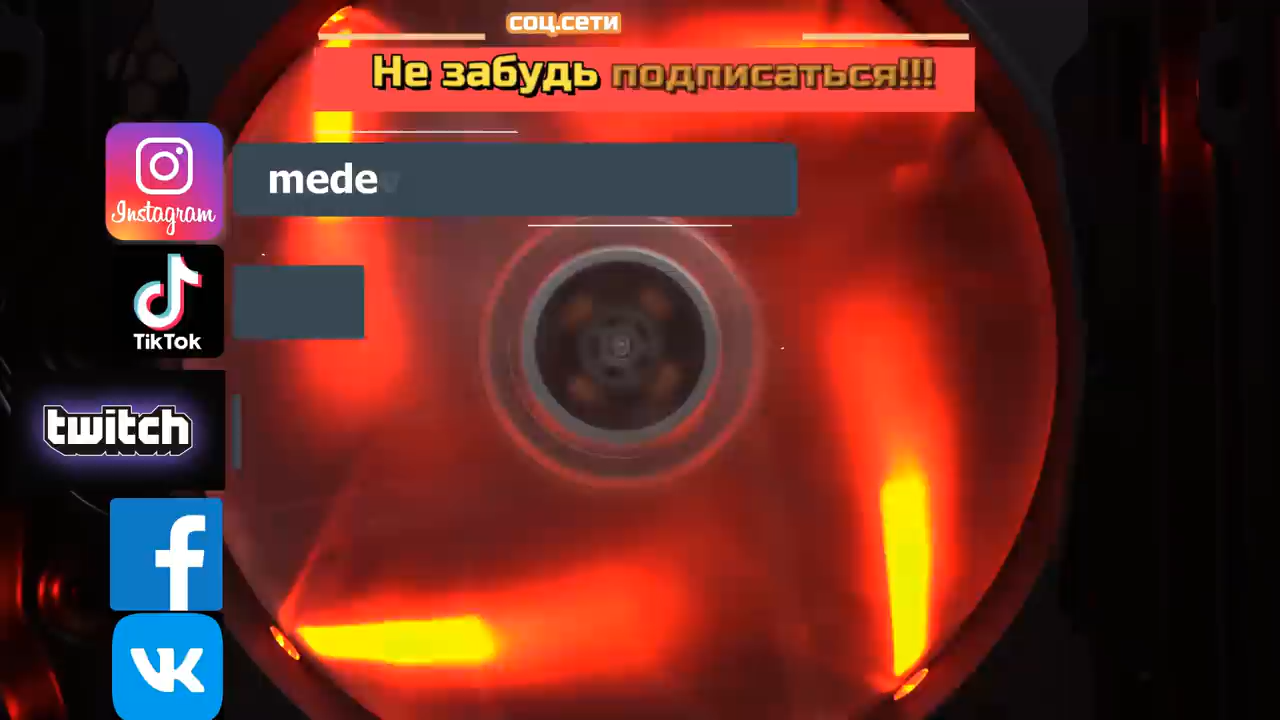 соц.сети
Не забудь подписаться!!!
Instagram
mede
TikTok
twitch